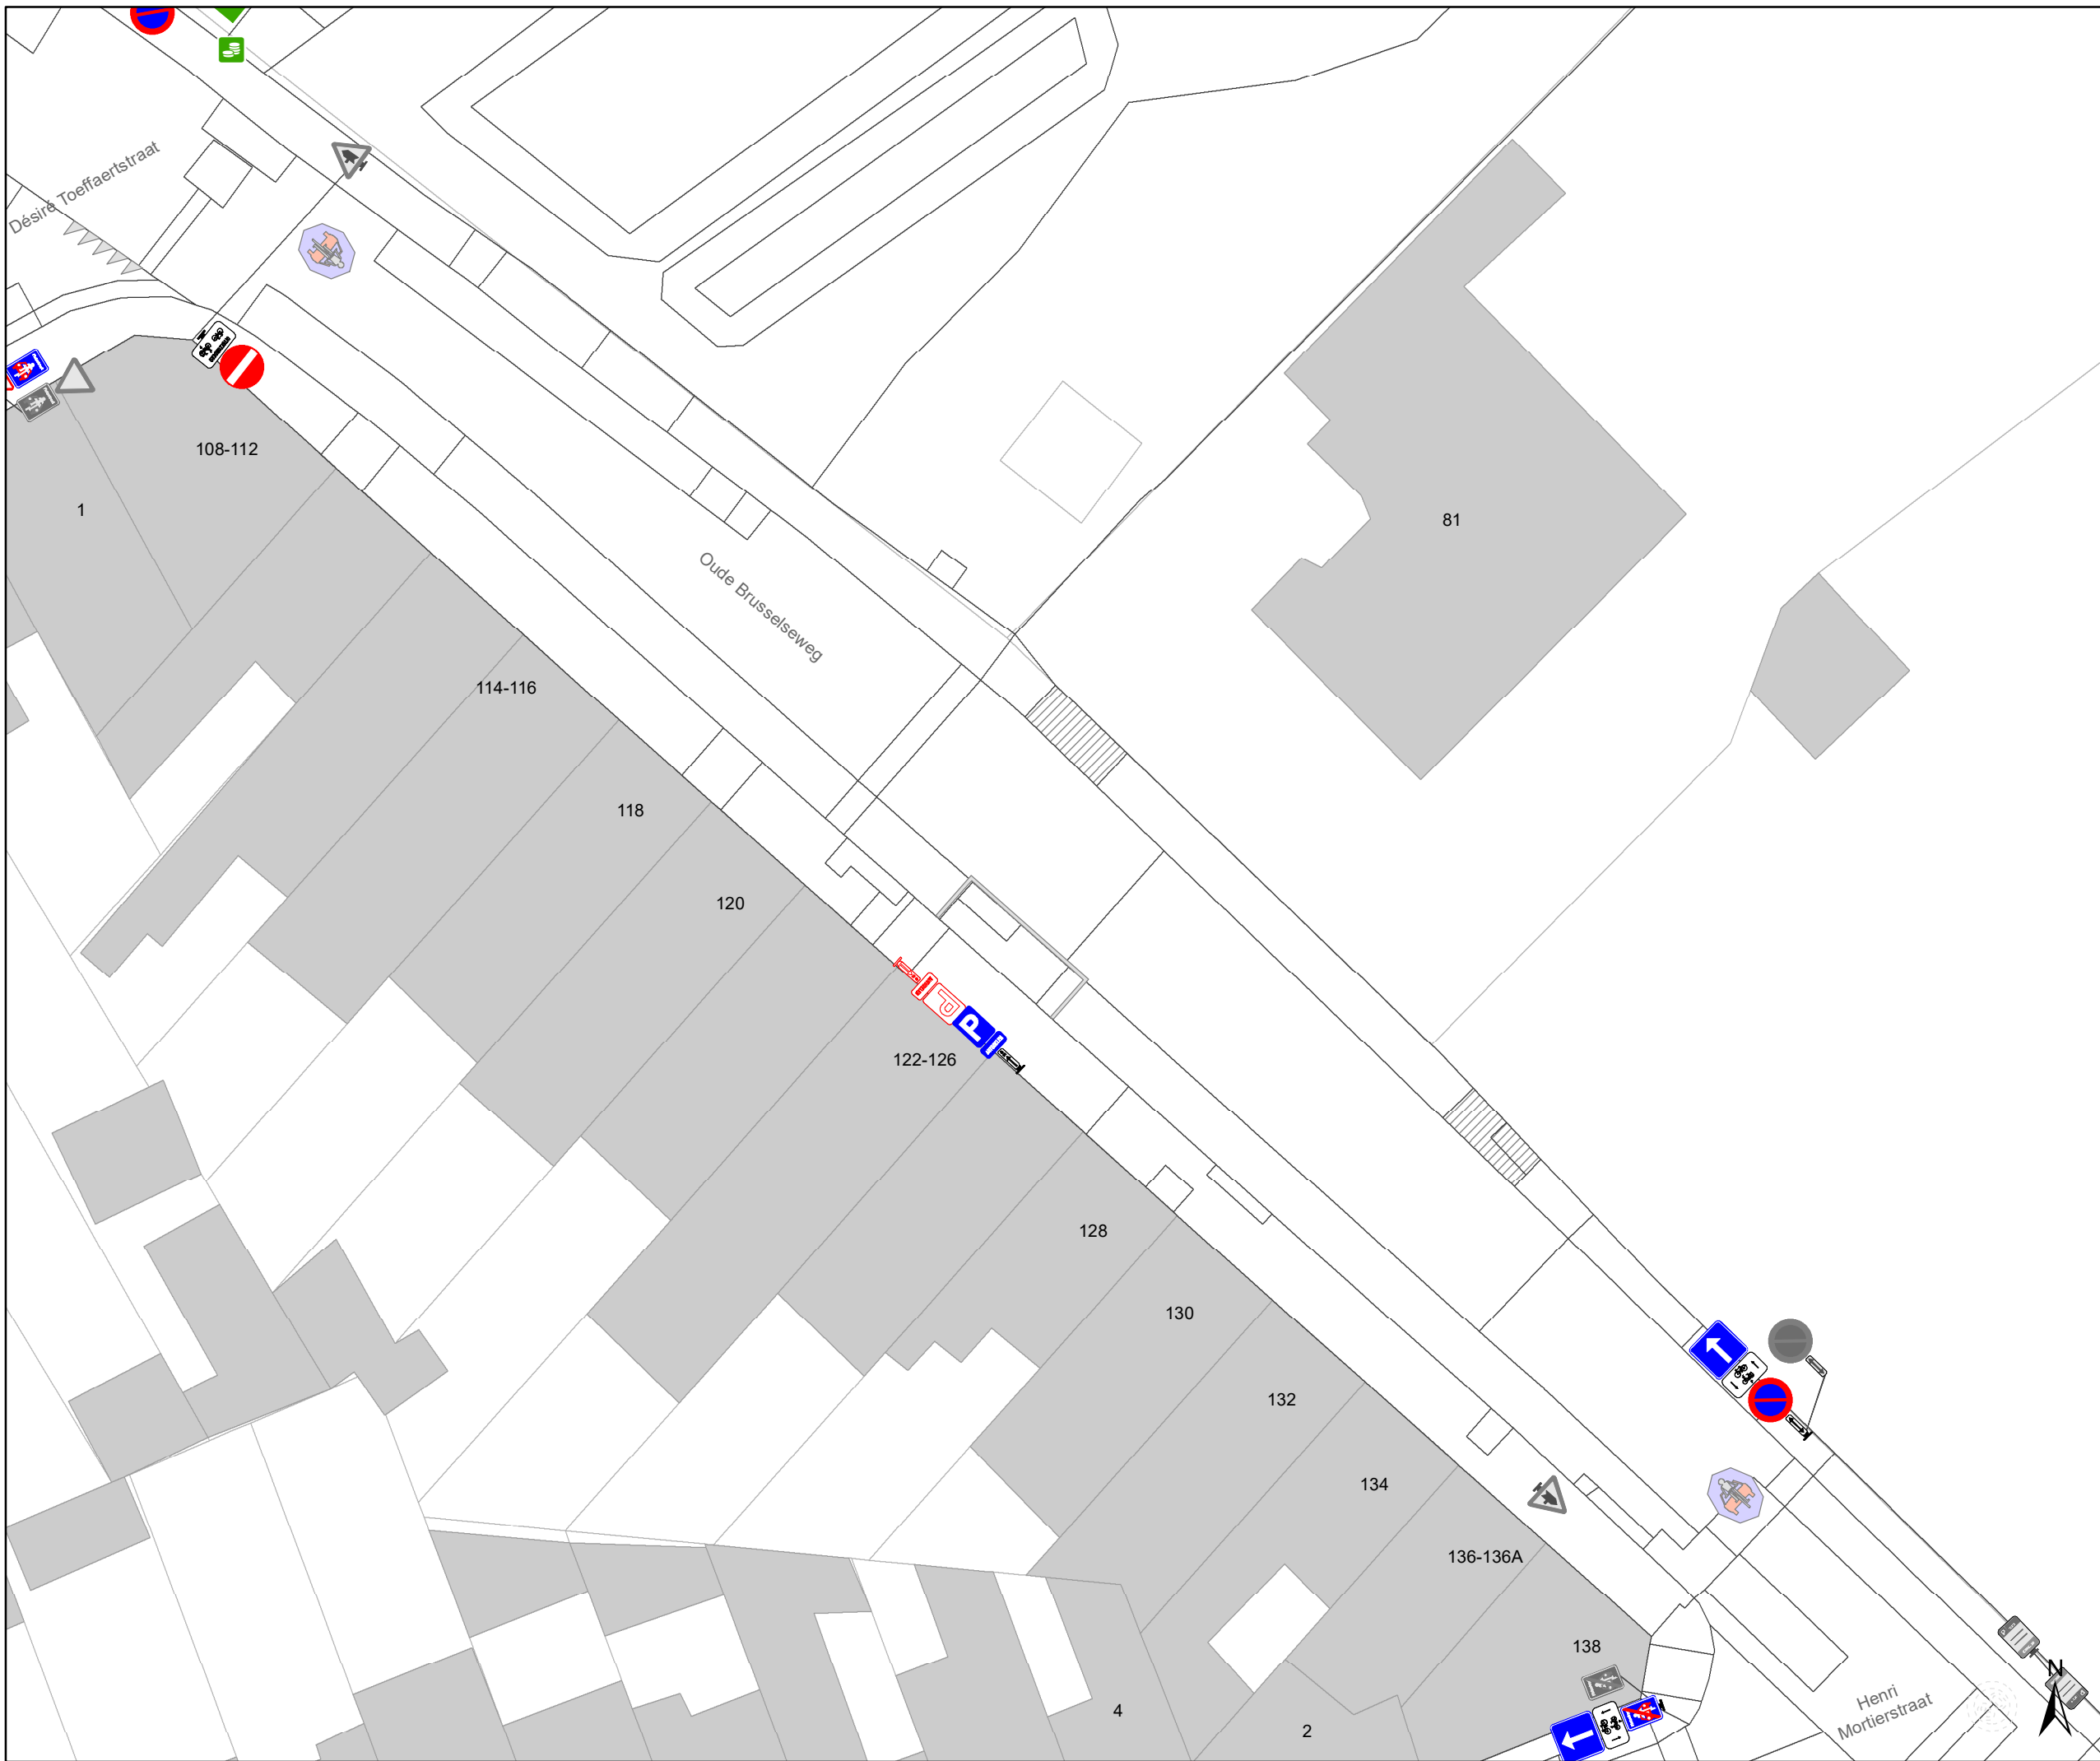 Désiré Toeffaertstraat
108-112
1
81
Oude Brusselseweg
114-116
118
120
P
P
122-126
128
130
132
134
136-136A
138
N
Henri
Mortierstraat
4
2